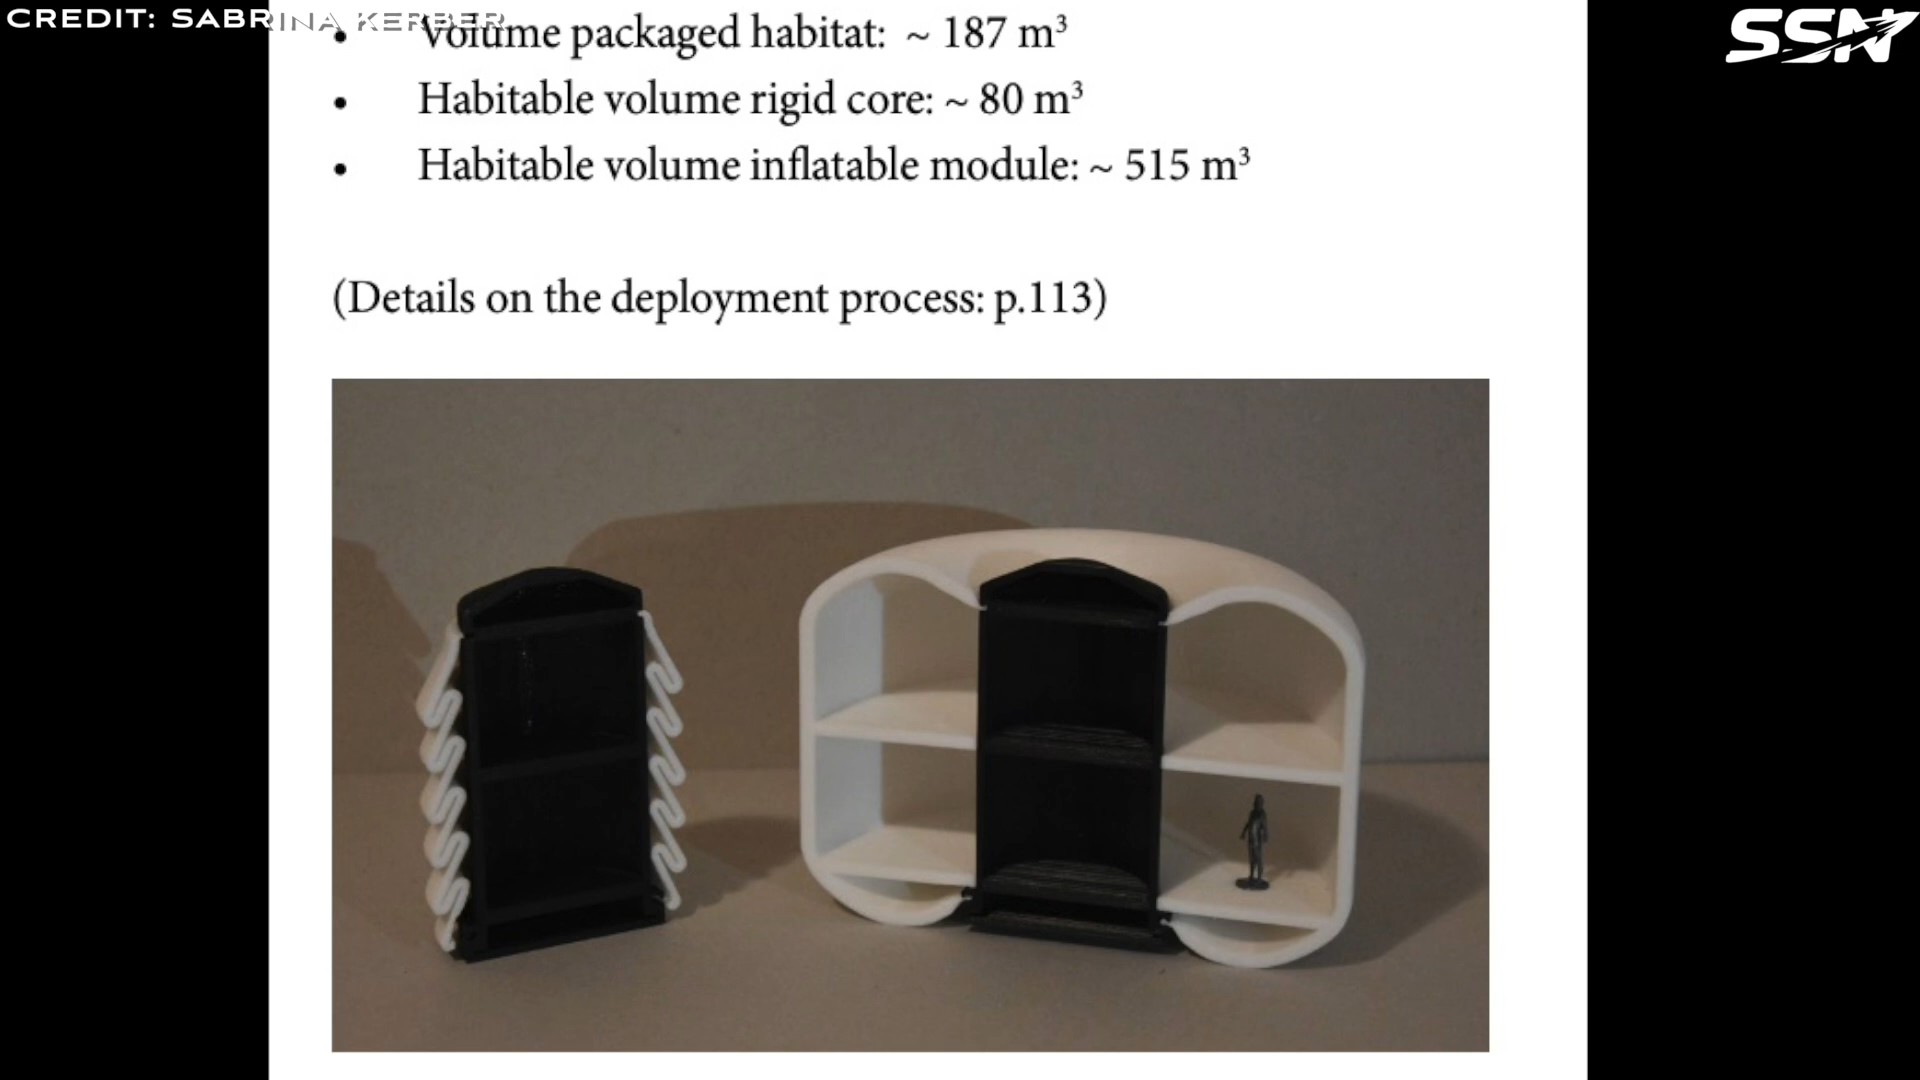 CREDIT: SABRINA KERBER
SSN
• Volume packaged habitat: ~ 187 m³
• Habitable volume rigid core: ~ 80 m³
• Habitable volume inflatable module: ~ 515 m³
(Details on the deployment process: p.113)